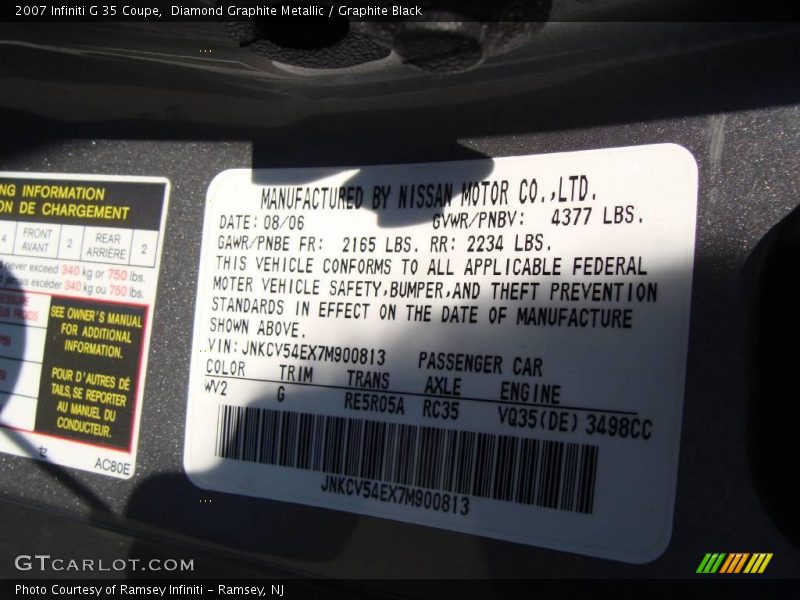 2007 Infiniti G 35 Coupe, Diamond Graphite Metallic / Graphite Black
NG INFORMATION
ON DE CHARGEMENT
4 FRONT AVANT 2 REAR ARRIÈRE 2
never exceed 340 kg or 750 lbs.
jamais excéder 340 kg ou 750 lbs.
SEE OWNER'S MANUAL
FOR ADDITIONAL
INFORMATION.
POUR D'AUTRES DÉ
TAILS, SE REPORTER
AU MANUEL DU
CONDUCTEUR.
AC80E
MANUFACTURED BY NISSAN MOTOR CO.,LTD.
DATE: 08/06 GVWR/PNBV: 4377 LBS.
GAWR/PNBE FR: 2165 LBS. RR: 2234 LBS.
THIS VEHICLE CONFORMS TO ALL APPLICABLE FEDERAL
MOTER VEHICLE SAFETY,BUMPER,AND THEFT PREVENTION
STANDARDS IN EFFECT ON THE DATE OF MANUFACTURE
SHOWN ABOVE.
VIN:JNKCV54EX7M900813 PASSENGER CAR
COLOR TRIM TRANS AXLE ENGINE
WV2 G RE5R05A RC35 VQ35(DE) 3498CC
JNKCV54EX7M900813
GTCARLOT.COM
Photo Courtesy of Ramsey Infiniti - Ramsey, NJ